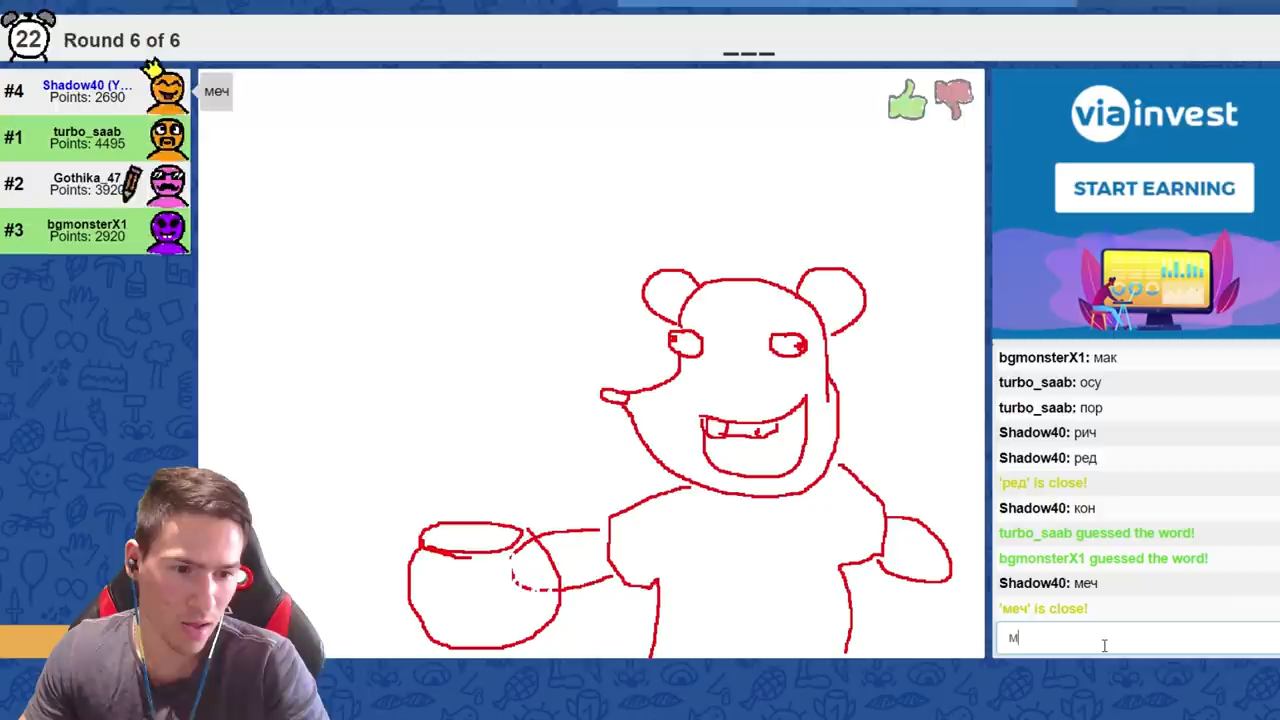 22
Round 6 of 6
___
#4 Shadow40 (Y...
Points: 2690
меч
#1 turbo_saab
Points: 4495
#2 Gothika_47
Points: 3920
#3 bgmonsterX1
Points: 2920
viainvest
START EARNING
bgmonsterX1: мак
turbo_saab: осу
turbo_saab: пор
Shadow40: рич
Shadow40: ред
'ред' is close!
Shadow40: кон
turbo_saab guessed the word!
bgmonsterX1 guessed the word!
Shadow40: меч
'меч' is close!
м